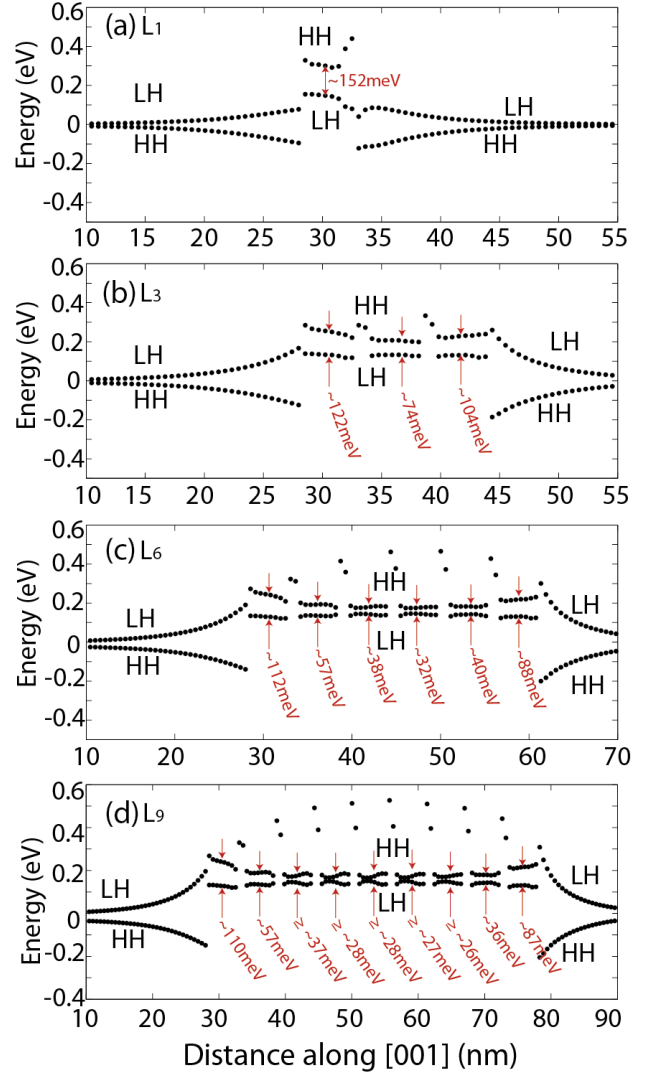 (a) L1
HH
~152meV
LH
LH
LH
HH
HH
Energy (eV)
0.6
0.4
0.2
0
-0.2
-0.4
10 15 20 25 30 35 40 45 50 55
(b) L3
HH
LH
LH
LH
HH
HH
~122meV
~74meV
~104meV
Energy (eV)
0.6
0.4
0.2
0
-0.2
-0.4
10 15 20 25 30 35 40 45 50 55
(c) L6
HH
LH
LH
LH
HH
HH
~112meV
~57meV
~38meV
~32meV
~40meV
~88meV
Energy (eV)
0.6
0.4
0.2
0
-0.2
-0.4
10 20 30 40 50 60 70
(d) L9
HH
LH
LH
LH
HH
HH
~110meV
~57meV
≥ ~37meV
≥ ~28meV
≥ ~28meV
≥ ~27meV
≥ ~26meV
~36meV
~87meV
Energy (eV)
0.6
0.4
0.2
0
-0.2
-0.4
10 20 30 40 50 60 70 80 90
Distance along [001] (nm)